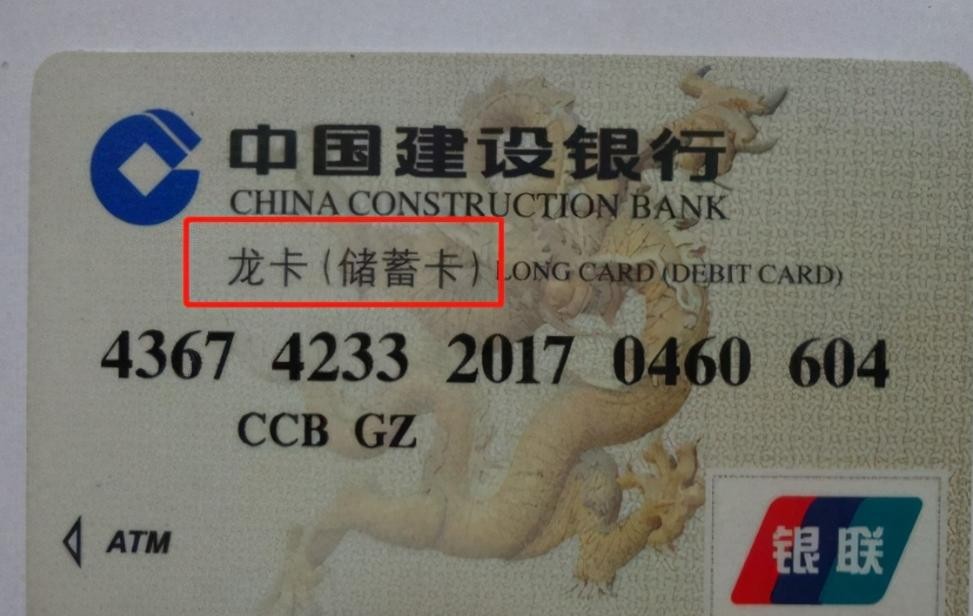 中国建设银行
CHINA CONSTRUCTION BANK
龙卡(储蓄卡) LONG CARD (DEBIT CARD)
4367 4233 2017 0460 604
CCB GZ
ATM
银联